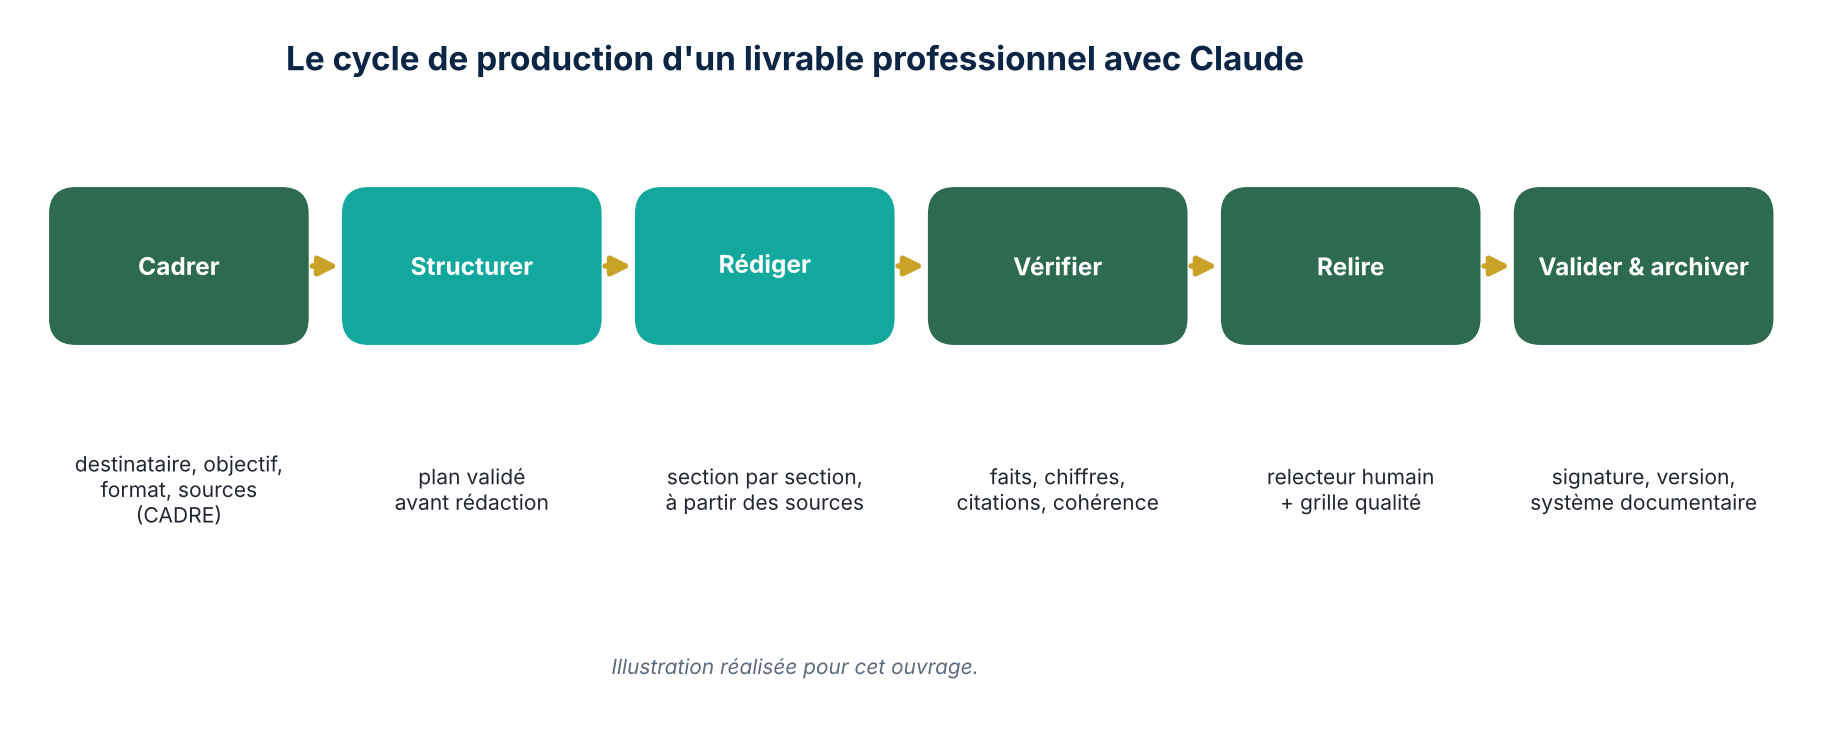 Le cycle de production d'un livrable professionnel avec Claude
Cadrer
Structurer
Rédiger
Vérifier
Relire
Valider & archiver
destinataire, objectif,
format, sources
(CADRE)
plan validé
avant rédaction
section par section,
à partir des sources
faits, chiffres,
citations, cohérence
relecteur humain
+ grille qualité
signature, version,
système documentaire
Illustration réalisée pour cet ouvrage.